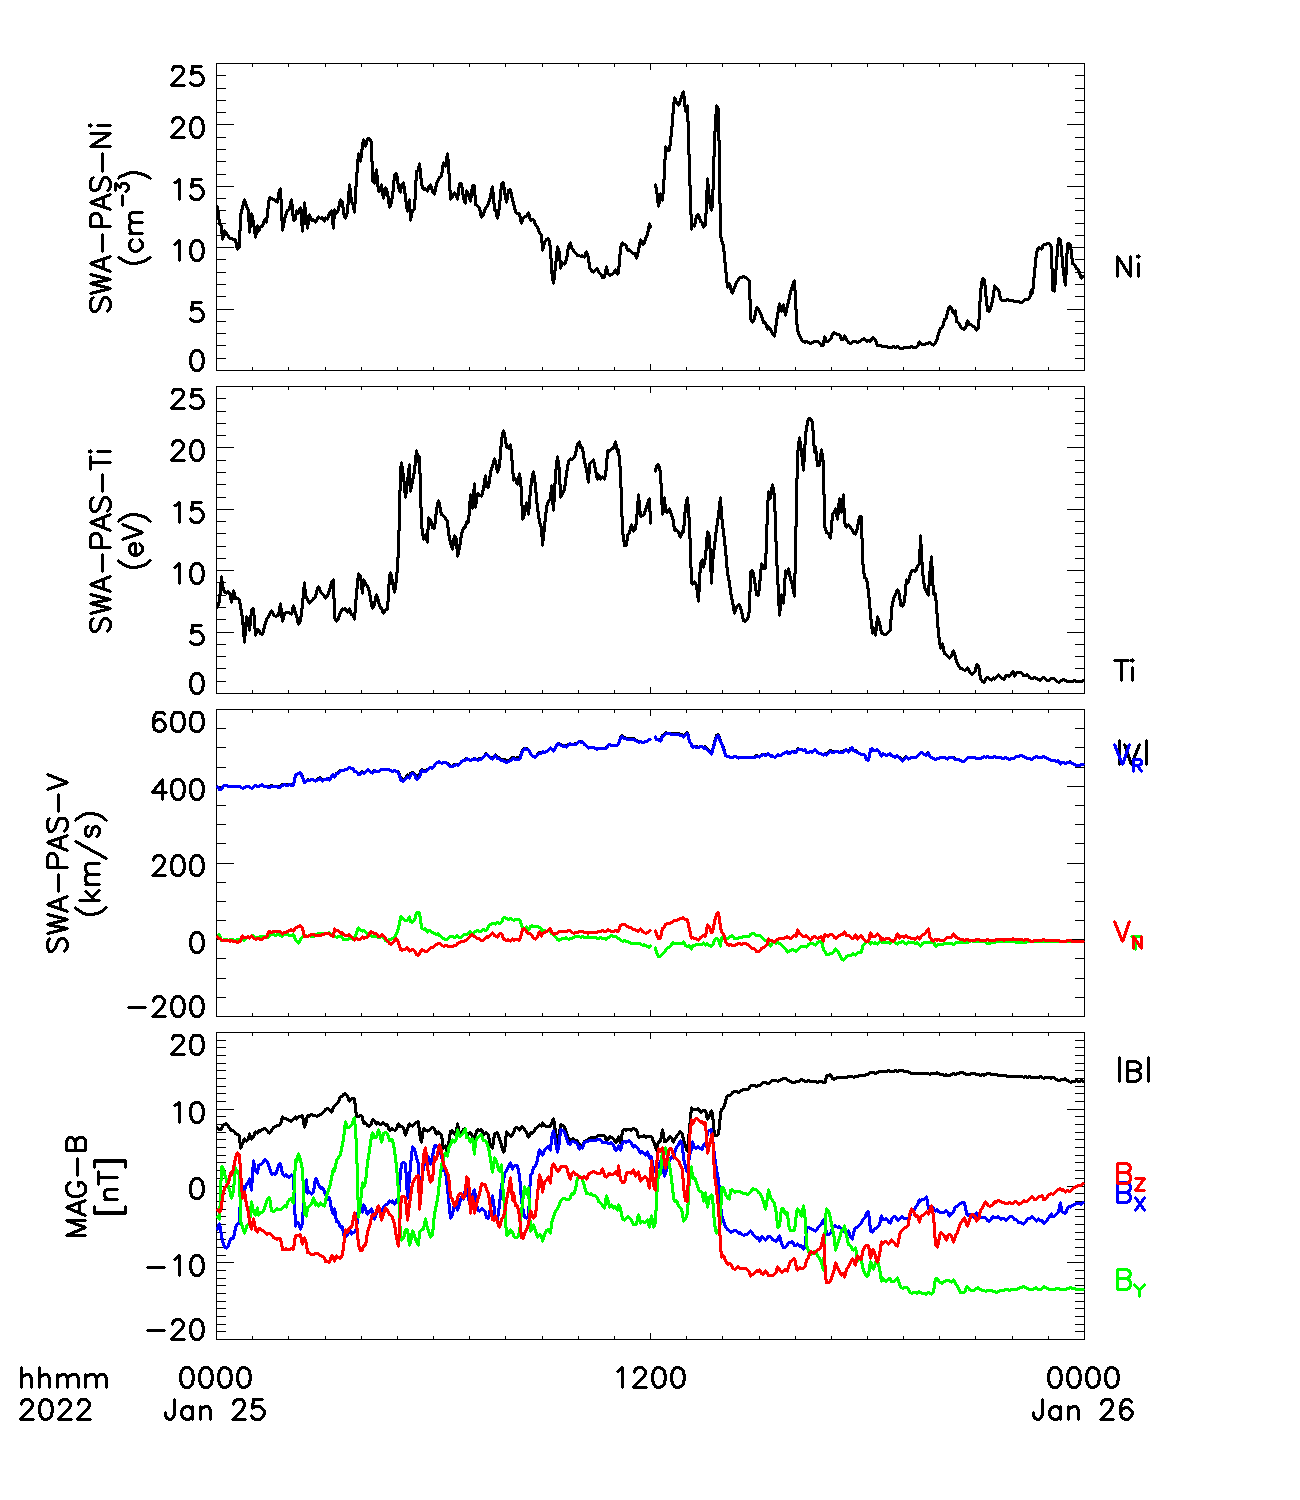 25
20
15
10
5
0
SWA-PAS-Ni
(cm⁻³)
Ni
25
20
15
10
5
0
SWA-PAS-Ti
(eV)
Ti
600
400
200
0
-200
SWA-PAS-V
(km/s)
|V|
V_R
V_N
20
10
0
-10
-20
MAG-B
[nT]
|B|
B_Z
B_X
B_Y
hhmm 0000 1200 0000
2022 Jan 25 Jan 26